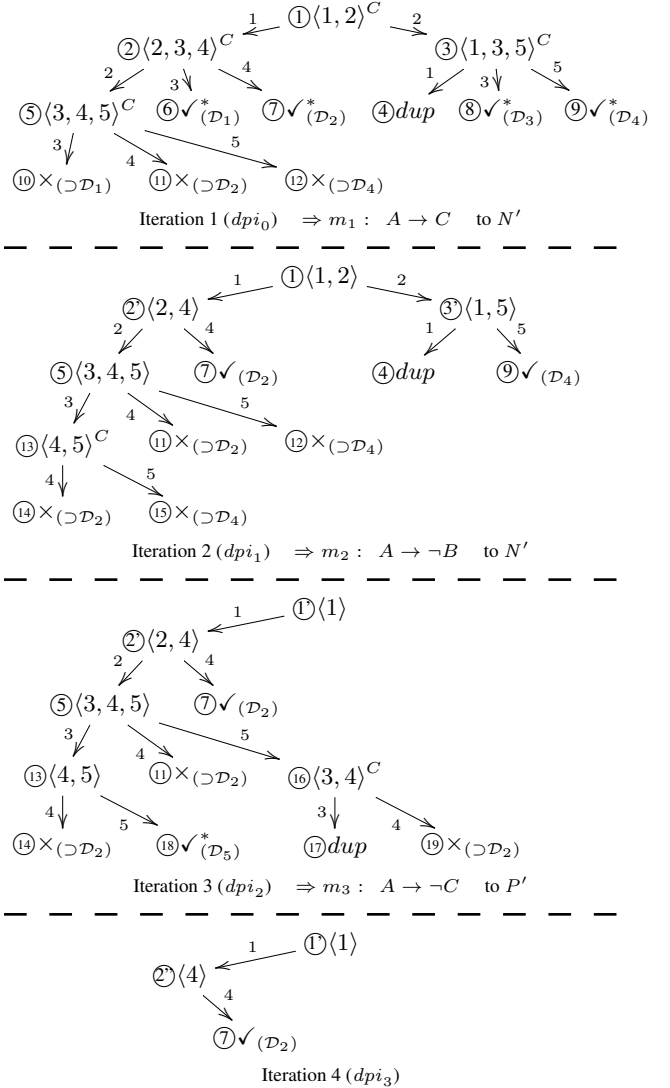 1 ①⟨1, 2⟩^C 2
②⟨2, 3, 4⟩^C ③⟨1, 3, 5⟩^C
2 3 4 1 3 5
⑤⟨3, 4, 5⟩^C ⑥✓*_(𝒟₁) ⑦✓*_(𝒟₂) ④dup ⑧✓*_(𝒟₃) ⑨✓*_(𝒟₄)
3 4 5
⑩×_(⊃𝒟₁) ⑪×_(⊃𝒟₂) ⑫×_(⊃𝒟₄)
Iteration 1 (dpi₀) ⇒ m₁ : A → C to N′
1 ①⟨1, 2⟩ 2
②'⟨2, 4⟩ ③'⟨1, 5⟩
2 4 1 5
⑤⟨3, 4, 5⟩ ⑦✓_(𝒟₂) ④dup ⑨✓_(𝒟₄)
3 4 5
⑬⟨4, 5⟩^C ⑪×_(⊃𝒟₂) ⑫×_(⊃𝒟₄)
4 5
⑭×_(⊃𝒟₂) ⑮×_(⊃𝒟₄)
Iteration 2 (dpi₁) ⇒ m₂ : A → ¬B to N′
1 ①'⟨1⟩
②'⟨2, 4⟩
2 4
⑤⟨3, 4, 5⟩ ⑦✓_(𝒟₂)
3 4 5
⑬⟨4, 5⟩ ⑪×_(⊃𝒟₂) ⑯⟨3, 4⟩^C
4 5 3 4
⑭×_(⊃𝒟₂) ⑱✓*_(𝒟₅) ⑰dup ⑲×_(⊃𝒟₂)
Iteration 3 (dpi₂) ⇒ m₃ : A → ¬C to P′
1 ①'⟨1⟩
②''⟨4⟩
4
⑦✓_(𝒟₂)
Iteration 4 (dpi₃)